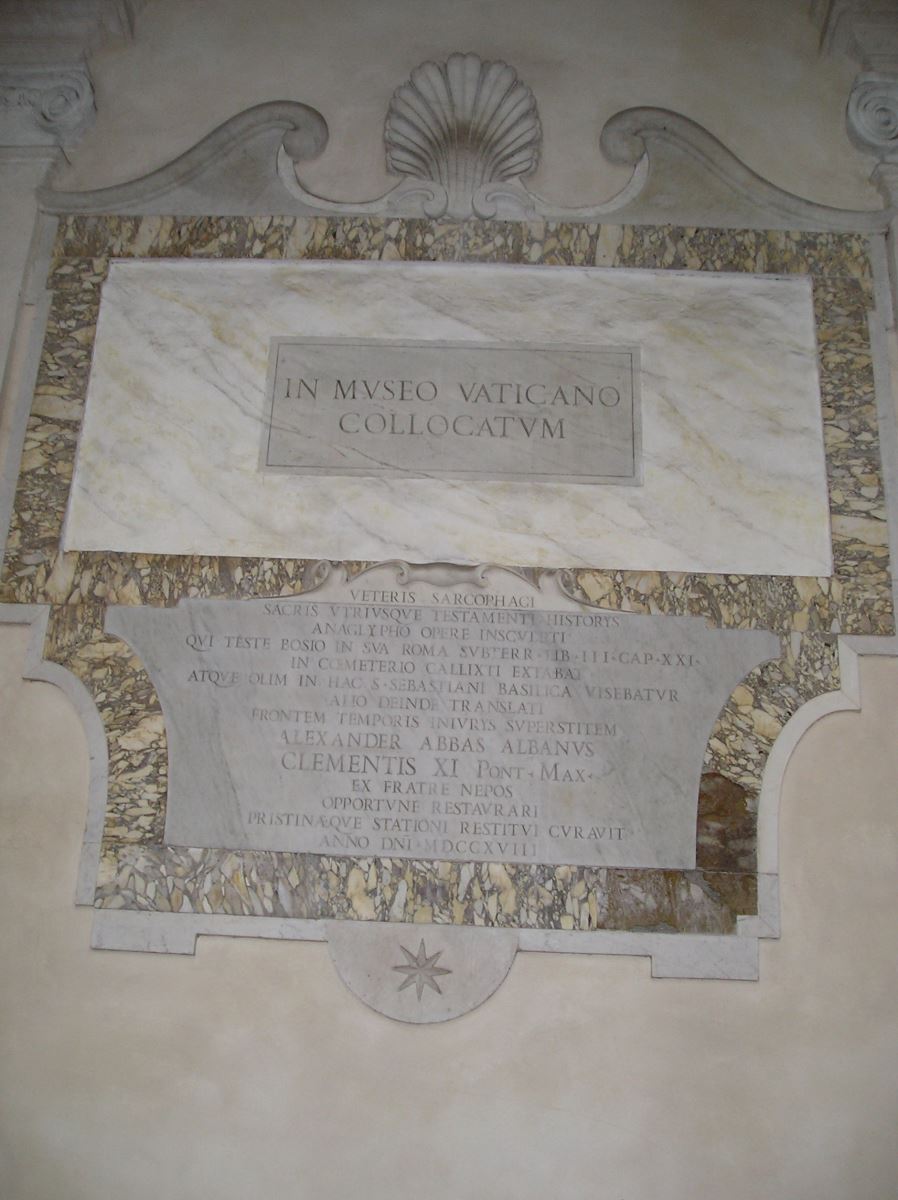 IN MVSEO VATICANO
COLLOCATVM
VETERIS SARCOPHAGI
SACRIS VTRIVSQVE TESTAMENTI HISTORYS
ANAGLYPHO OPERE INSCVLPTI
QVI TESTE BOSIO IN SVA ROMA SVBTERR·LIB·III·CAP·XXI·
IN COEMETERIO CALLIXTI EXTABAT
ATQVE OLIM IN HAC S·SEBASTIANI BASILICA VISEBATVR
ALIO DEINDE TRANSLATI
FRONTEM TEMPORIS INIVRYS SVPERSTITEM
ALEXANDER ABBAS ALBANVS
CLEMENTIS XI PONT·MAX·
EX FRATRE NEPOS
OPPORTVNE RESTAVRARI
PRISTINÆQVE STATIONI RESTITVI CVRAVIT
ANNO DNI MDCCXVIII